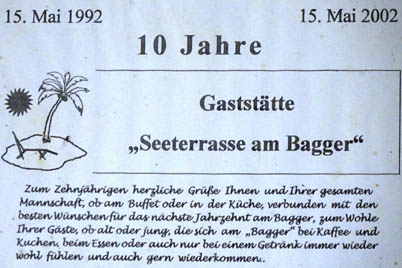 15. Mai 1992 15. Mai 2002
10 Jahre
Gaststätte
„Seeterrasse am Bagger“
Zum Zehnjährigen herzliche Grüße Ihnen und Ihrer gesamten
Mannschaft, ob am Buffet oder in der Küche, verbunden mit den
besten Wünschen für das nächste Jahrzehnt am Bagger, zum Wohle
Ihrer Gäste, ob alt oder jung, die sich am „Bagger“ bei Kaffee und
Kuchen, beim Essen oder auch nur bei einem Getränk immer wieder
wohl fühlen und auch gern wiederkommen.